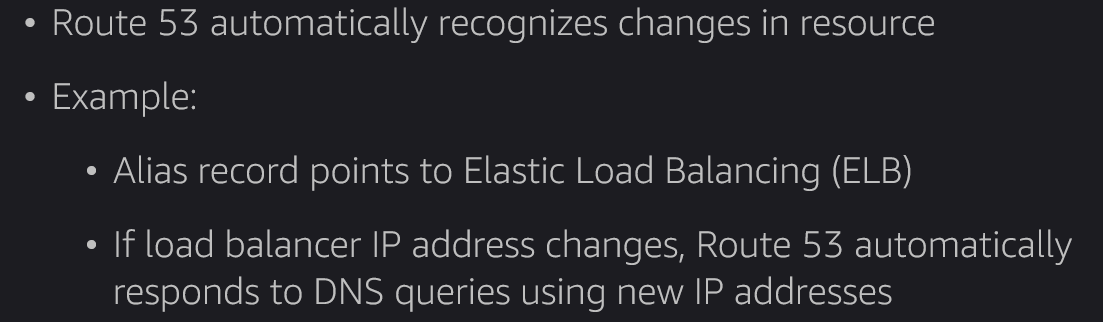 • Route 53 automatically recognizes changes in resource
• Example:
• Alias record points to Elastic Load Balancing (ELB)
• If load balancer IP address changes, Route 53 automatically
responds to DNS queries using new IP addresses